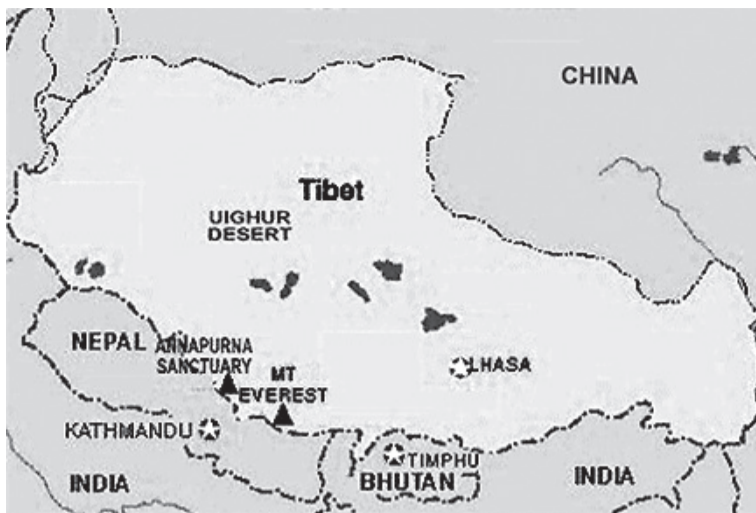 CHINA
Tibet
UIGHUR
DESERT
NEPAL
ANNAPURNA
SANCTUARY
MT
EVEREST
LHASA
KATHMANDU
TIMPHU
BHUTAN
INDIA
INDIA